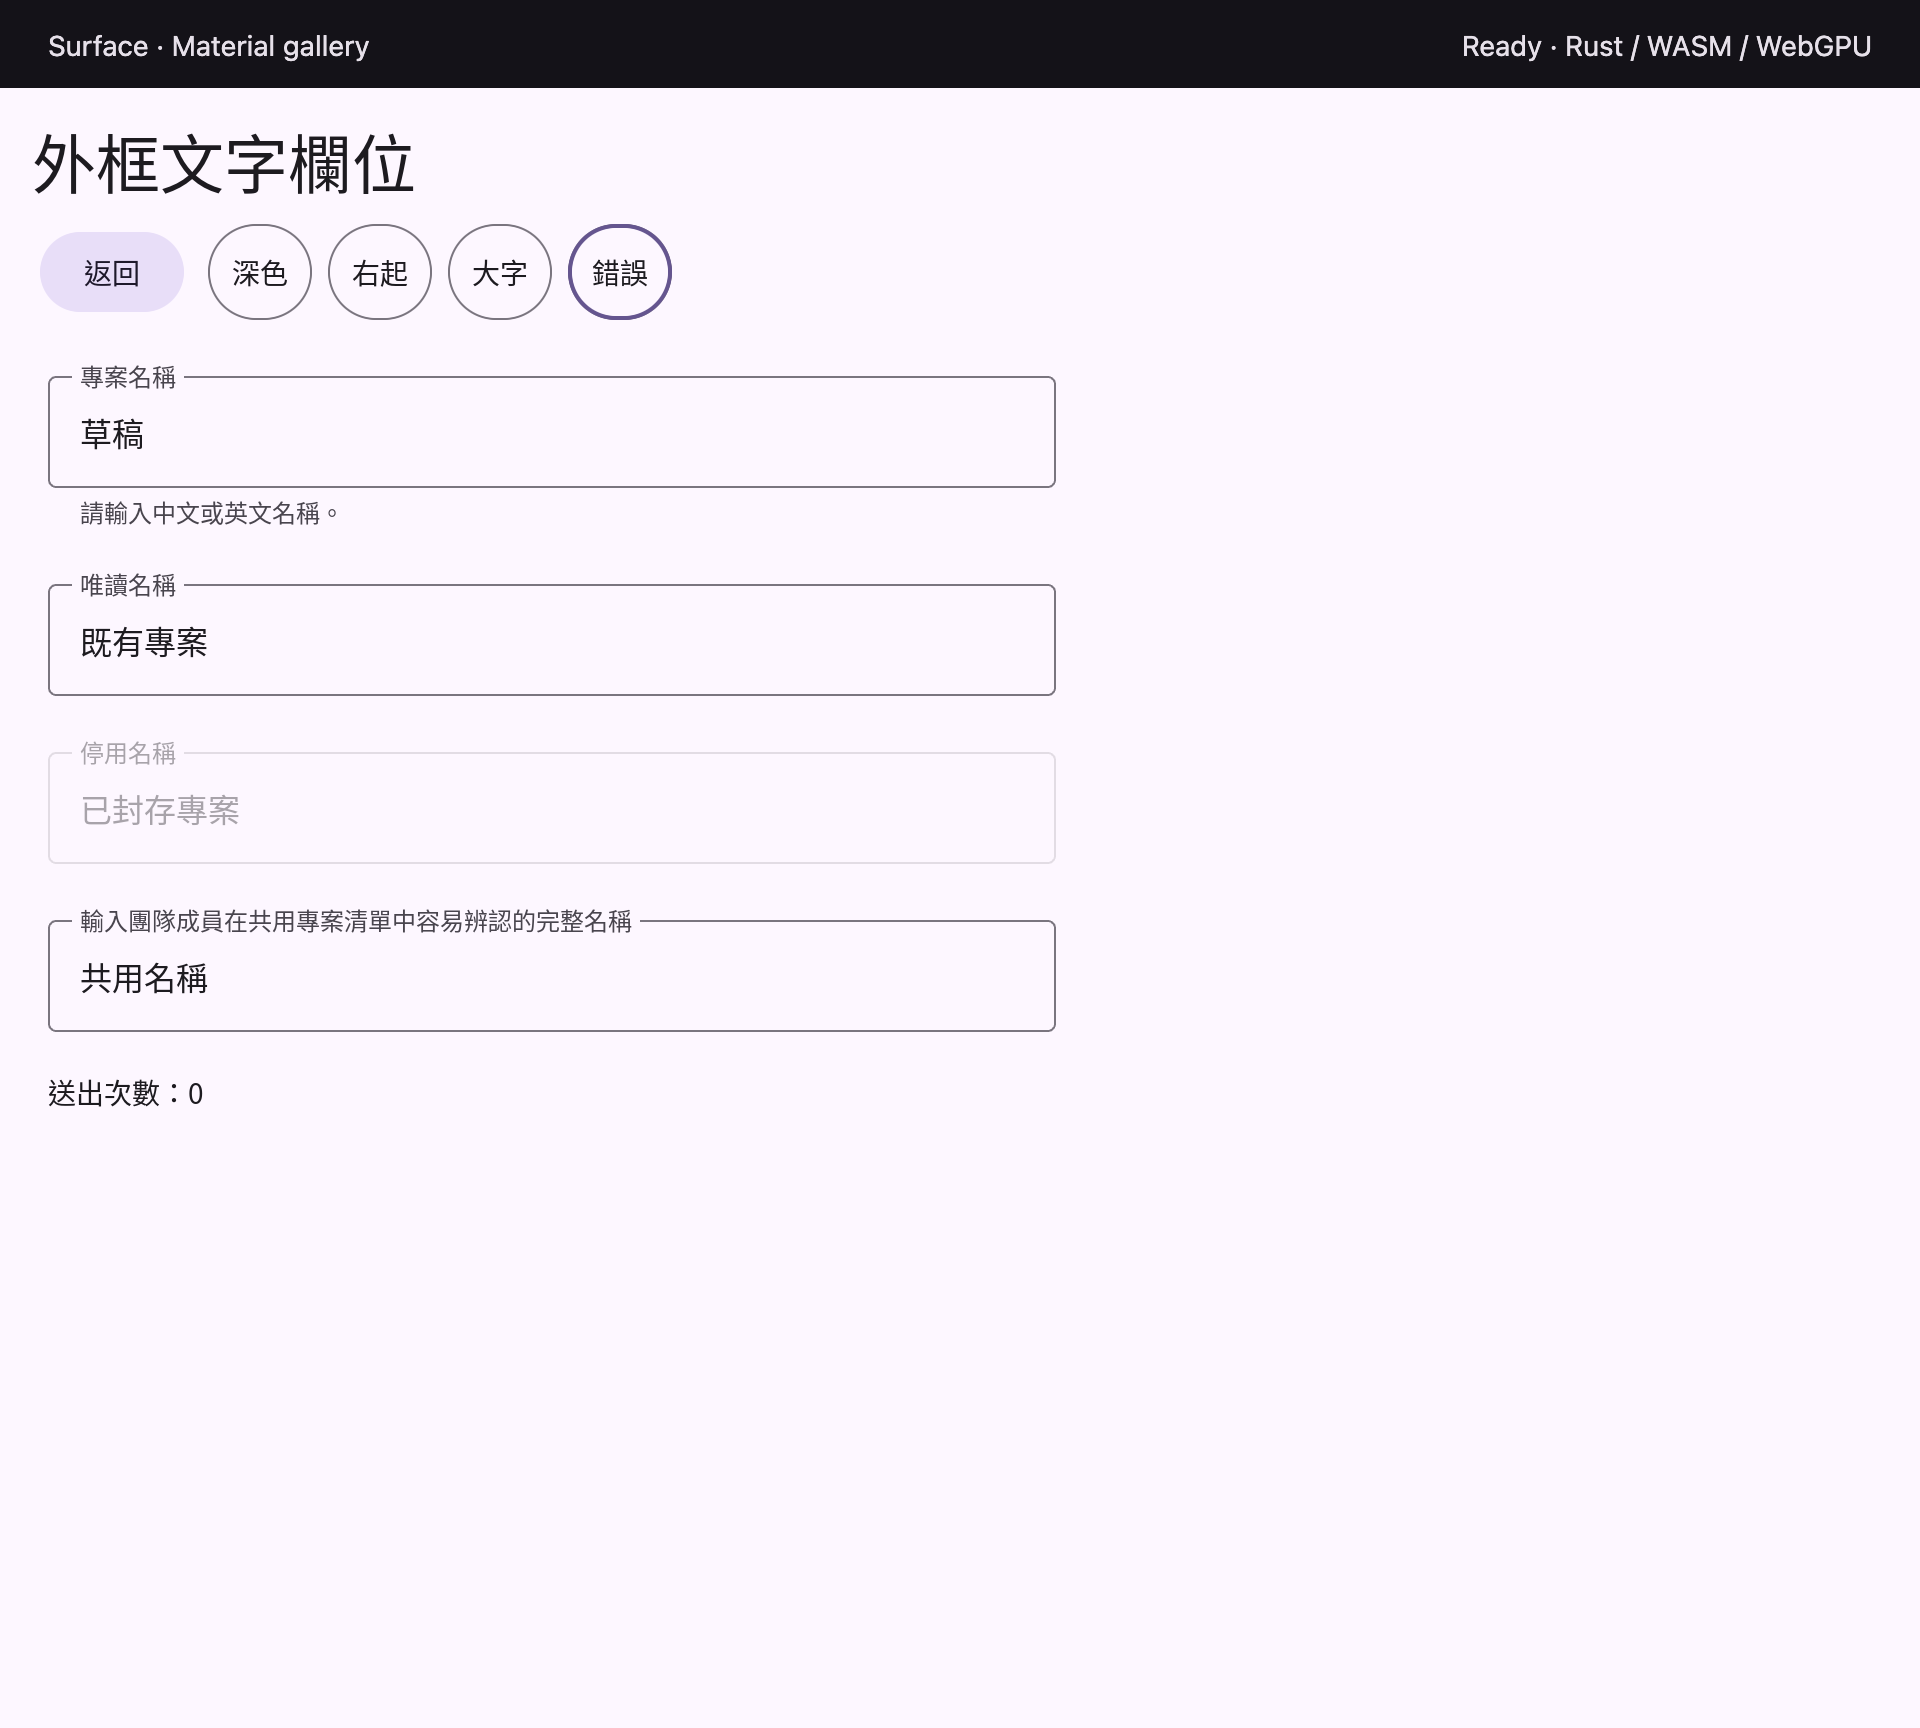 Surface · Material gallery
Ready · Rust / WASM / WebGPU
外框文字欄位
返回
深色
右起
大字
錯誤
專案名稱
草稿
請輸入中文或英文名稱。
唯讀名稱
既有專案
停用名稱
已封存專案
輸入團隊成員在共用專案清單中容易辨認的完整名稱
共用名稱
送出次數：0